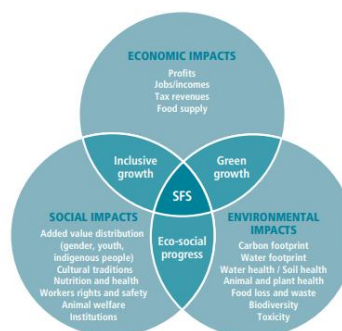 ECONOMIC IMPACTS
Profits
Jobs/incomes
Tax revenues
Food supply
Inclusive
growth
Green
growth
SFS
SOCIAL IMPACTS
Added value distribution
(gender, youth,
indigenous people)
Cultural traditions
Nutrition and health
Workers rights and safety
Animal welfare
Institutions
Eco-social
progress
ENVIRONMENTAL
IMPACTS
Carbon footprint
Water footprint
Water health / Soil health
Animal and plant health
Food loss and waste
Biodiversity
Toxicity